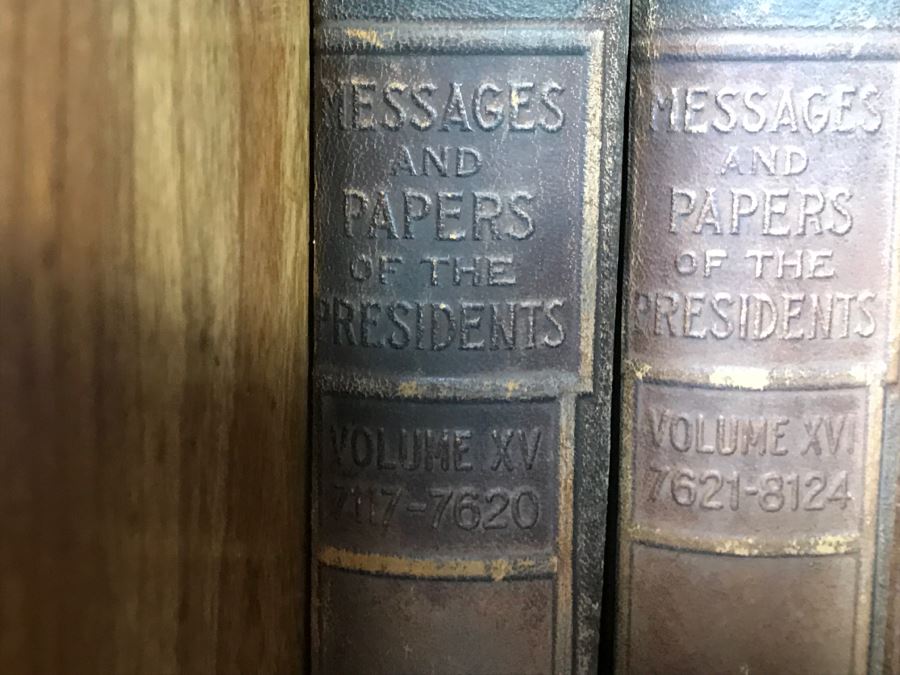 MESSAGES
AND
PAPERS
OF THE
PRESIDENTS
VOLUME XV
7117-7620
MESSAGES
AND
PAPERS
OF THE
PRESIDENTS
VOLUME XVI
7621-8124